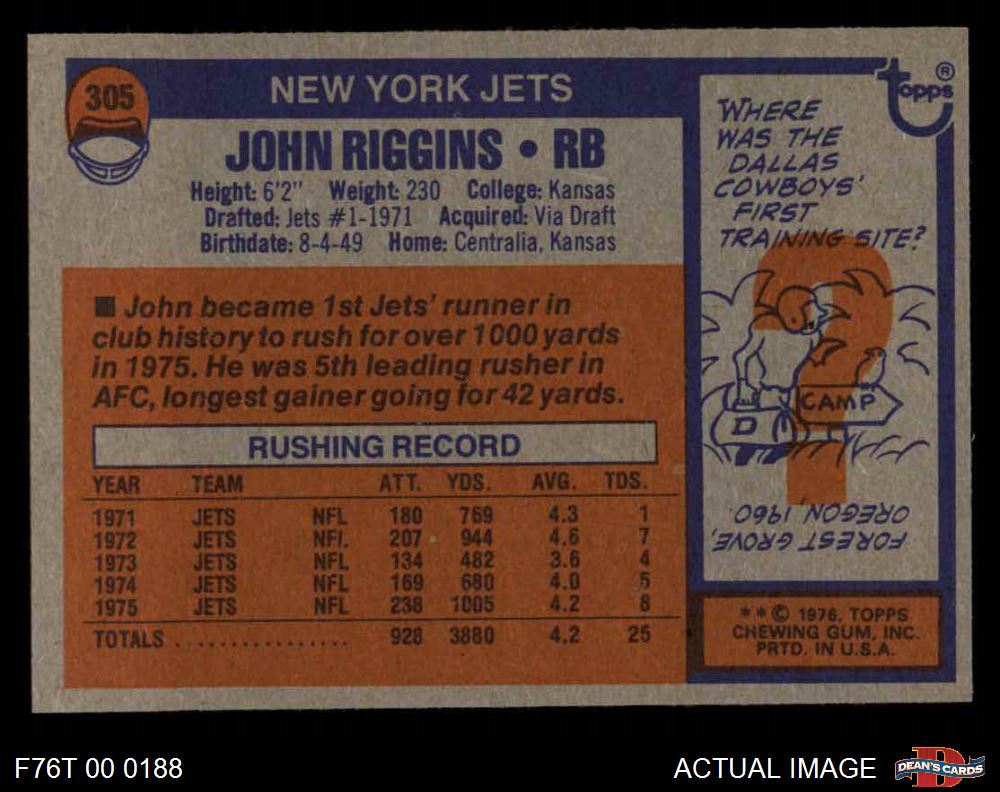 305
NEW YORK JETS
JOHN RIGGINS • RB
Height: 6'2" Weight: 230 College: Kansas
Drafted: Jets #1-1971 Acquired: Via Draft
Birthdate: 8-4-49 Home: Centralia, Kansas
■ John became 1st Jets' runner in
club history to rush for over 1000 yards
in 1975. He was 5th leading rusher in
AFC, longest gainer going for 42 yards.
RUSHING RECORD
YEAR TEAM ATT. YDS. AVG. TDS.
1971 JETS NFL 180 769 4.3 1
1972 JETS NFL 207 944 4.6 7
1973 JETS NFL 134 482 3.6 4
1974 JETS NFL 169 680 4.0 5
1975 JETS NFL 238 1005 4.2 8
TOTALS ................ 928 3880 4.2 25
topps ®
WHERE
WAS THE
DALLAS
COWBOYS'
FIRST
TRAINING SITE?
?
CAMP
D
FOREST GROVE,
OREGON, 1960
**© 1976, TOPPS
CHEWING GUM, INC.
PRTD. IN U.S.A.
F76T 00 0188
ACTUAL IMAGE
D
DEAN'S CARDS